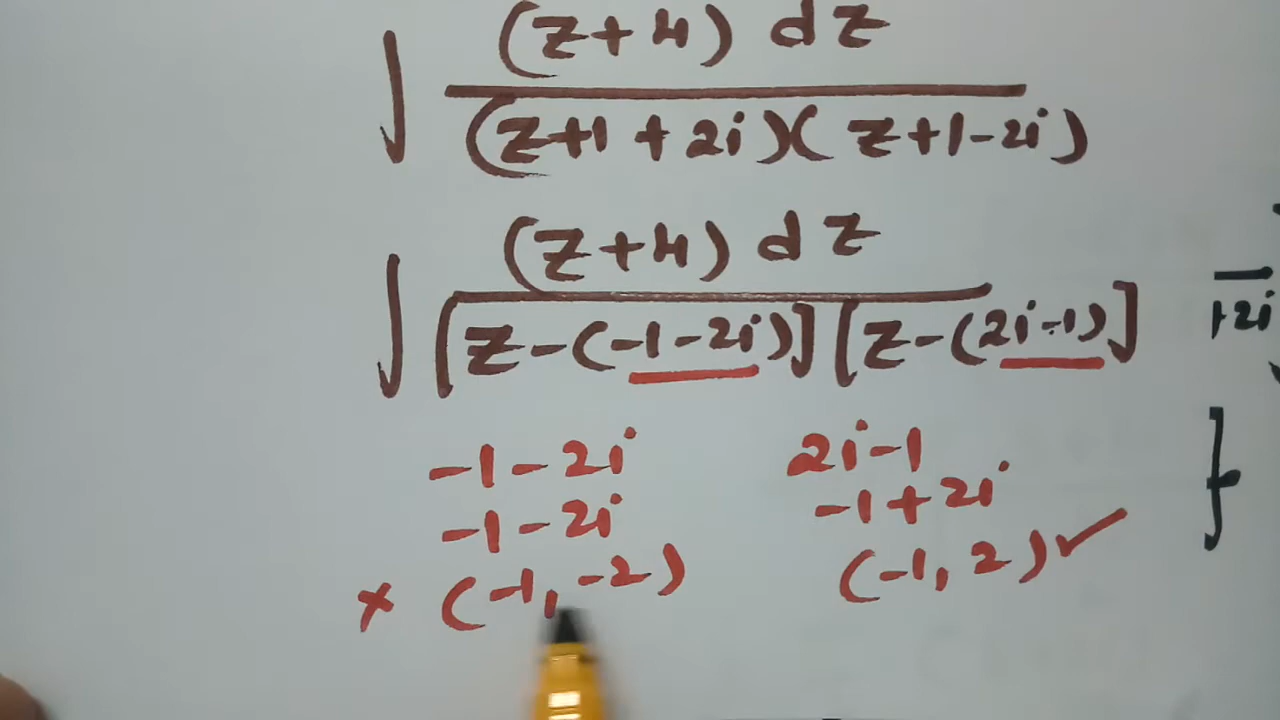 ∫ (z+4) dz
(z+1+2i)(z+1-2i)
∫ (z+4) dz
[z-(-1-2i)][z-(2i-1)]
+2i
-1-2i 2i-1
-1-2i -1+2i
× (-1,-2) (-1,2) ✓